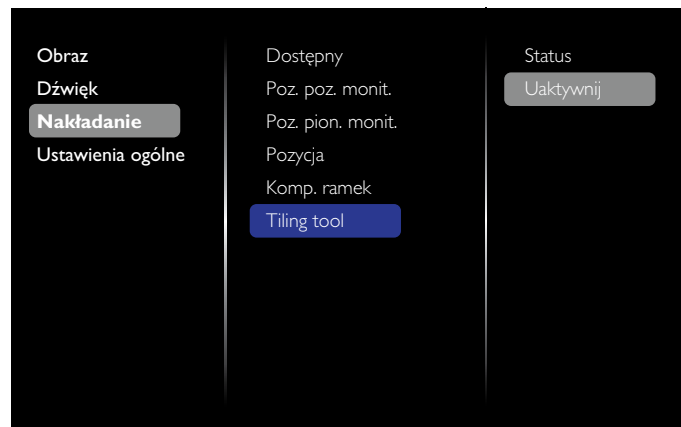 Obraz
Dźwięk
Nakładanie
Ustawienia ogólne
Dostępny
Poz. poz. monit.
Poz. pion. monit.
Pozycja
Komp. ramek
Tiling tool
Status
Uaktywnij